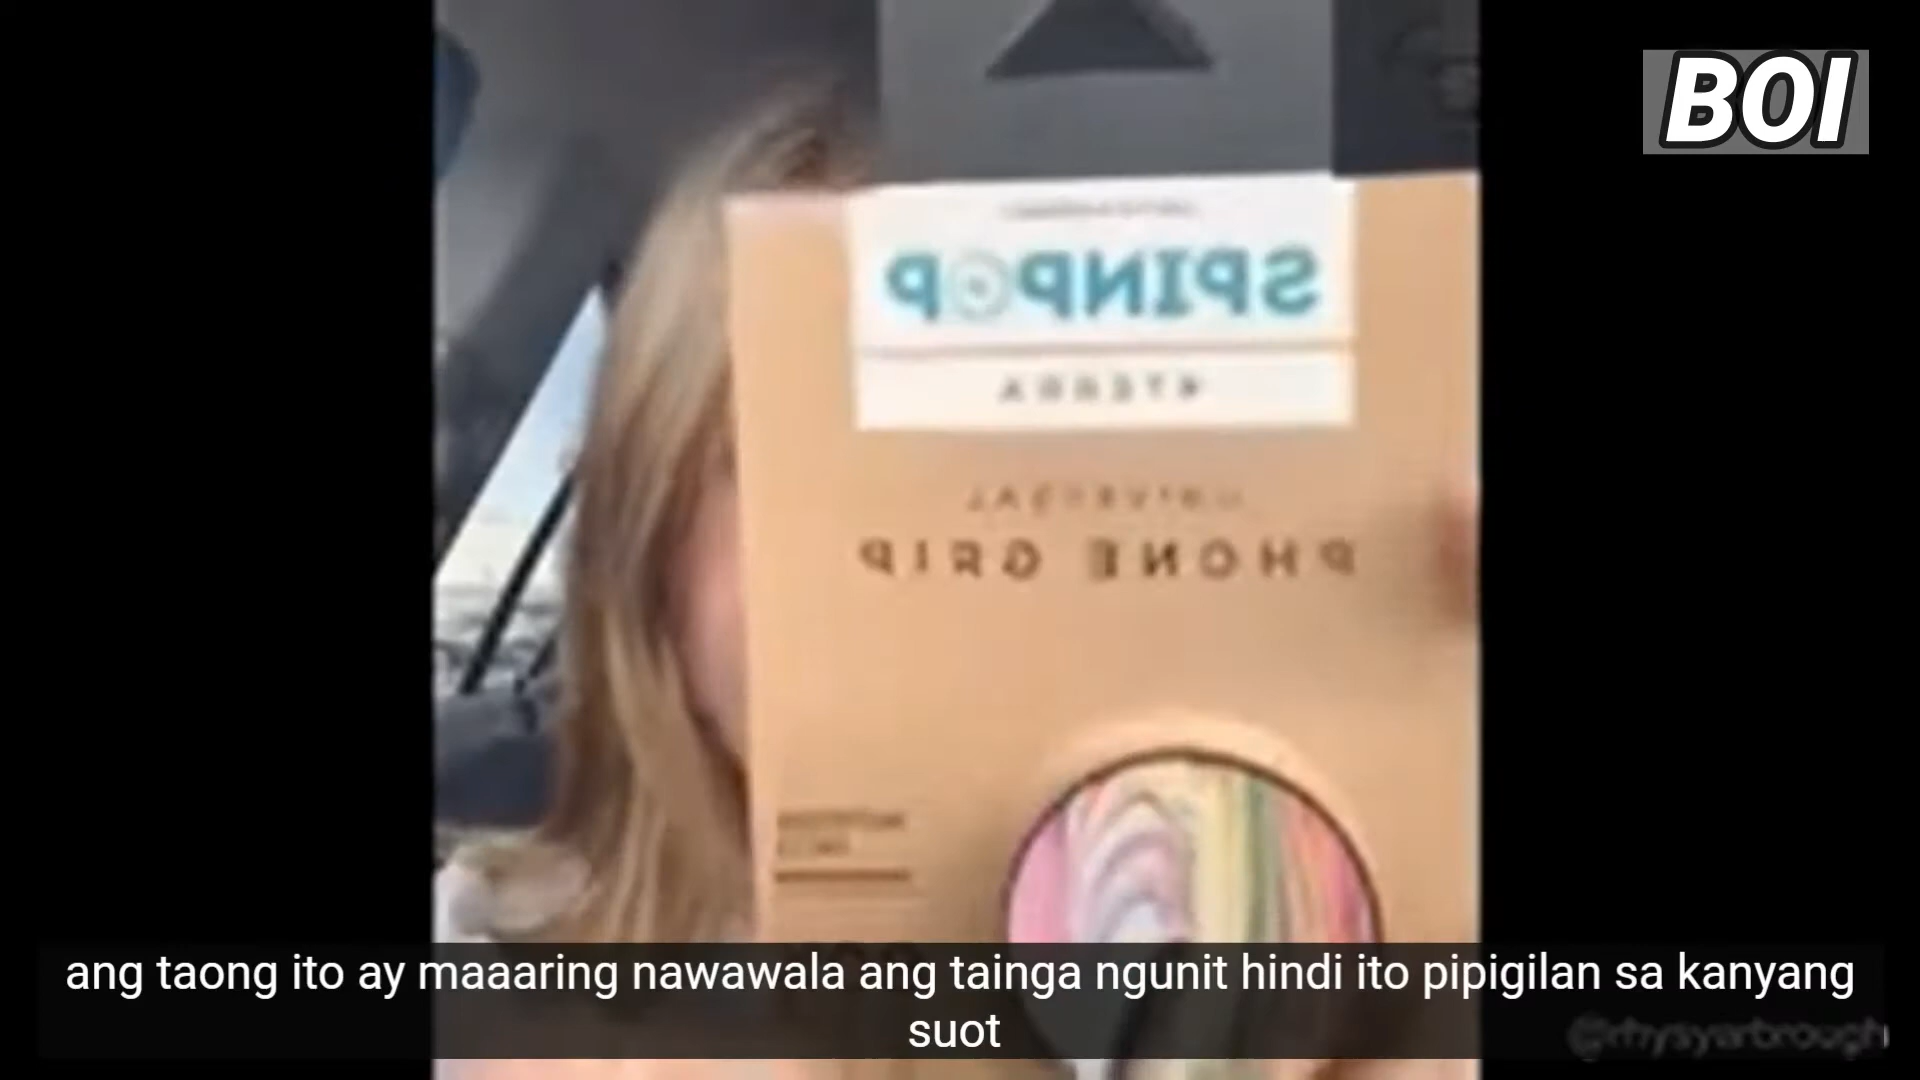 BOI
SPINPOP
UNIVERSAL
PHONE GRIP
ang taong ito ay maaaring nawawala ang tainga ngunit hindi ito pipigilan sa kanyang
suot
@rhysyarbrough